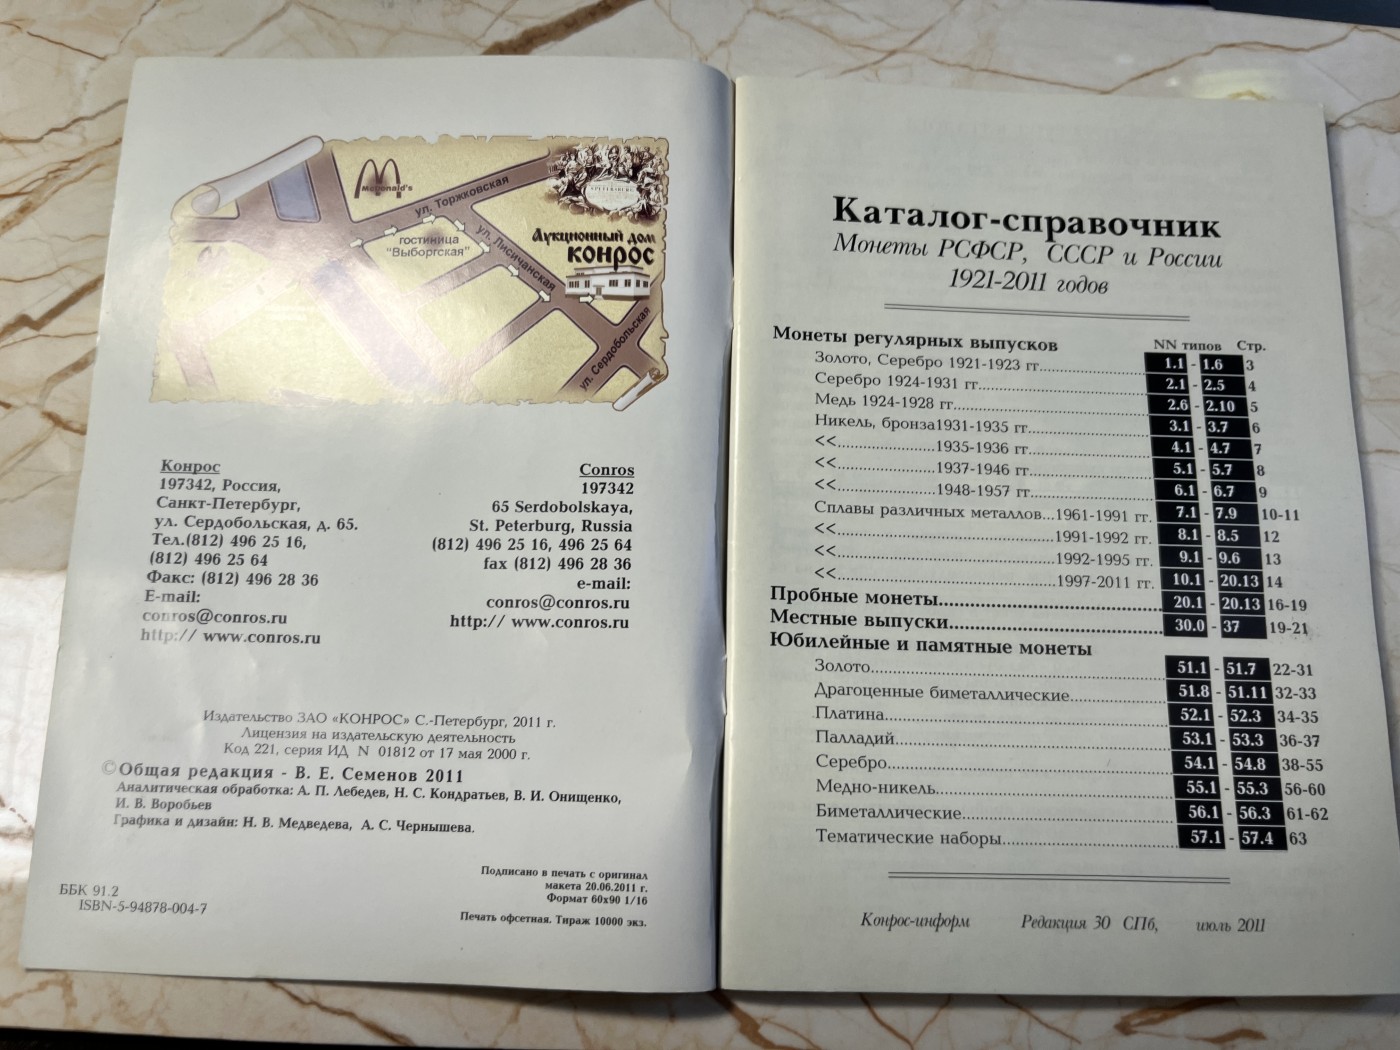 McDonald's
ул. Торжковская
гостиница
"Выборгская"
ул. Лисичанская
Аукционный дом
конрос
ул. Сердобольская
Конрос
197342, Россия,
Санкт-Петербург,
ул. Сердобольская, д. 65.
Тел.(812) 496 25 16,
(812) 496 25 64
Факс: (812) 496 28 36
E-mail:
conros@conros.ru
http:// www.conros.ru
Conros
197342
65 Serdobolskaya,
St. Peterburg, Russia
(812) 496 25 16, 496 25 64
fax (812) 496 28 36
e-mail:
conros@conros.ru
http:// www.conros.ru
Издательство ЗАО «КОНРОС» С.-Петербург, 2011 г.
Лицензия на издательскую деятельность
Код 221, серия ИД N 01812 от 17 мая 2000 г.
©Общая редакция - В. Е. Семенов 2011
Аналитическая обработка: А. П. Лебедев, Н. С. Кондратьев, В. И. Онищенко,
И. В. Воробьев
Графика и дизайн: Н. В. Медведева, А. С. Чернышева.
Подписано в печать с оригинал
макета 20.06.2011 г.
Формат 60х90 1/16
Печать офсетная. Тираж 10000 экз.
ББК 91.2
ISBN-5-94878-004-7
Каталог-справочник
Монеты РСФСР, СССР и России
1921-2011 годов
Монеты регулярных выпусков NN типов Стр.
Золото, Серебро 1921-1923 гг. 1.1 - 1.6 3
Серебро 1924-1931 гг. 2.1 - 2.5 4
Медь 1924-1928 гг. 2.6 - 2.10 5
Никель, бронза1931-1935 гг. 3.1 - 3.7 6
<<...1935-1936 гг. 4.1 - 4.7 7
<<...1937-1946 гг. 5.1 - 5.7 8
<<...1948-1957 гг. 6.1 - 6.7 9
Сплавы различных металлов...1961-1991 гг. 7.1 - 7.9 10-11
<<...1991-1992 гг. 8.1 - 8.5 12
<<...1992-1995 гг. 9.1 - 9.6 13
<<...1997-2011 гг. 10.1 - 20.13 14
Пробные монеты... 20.1 - 20.13 16-19
Местные выпуски... 30.0 - 37 19-21
Юбилейные и памятные монеты
Золото... 51.1 - 51.7 22-31
Драгоценные биметаллические... 51.8 - 51.11 32-33
Платина... 52.1 - 52.3 34-35
Палладий... 53.1 - 53.3 36-37
Серебро... 54.1 - 54.8 38-55
Медно-никель... 55.1 - 55.3 56-60
Биметаллические... 56.1 - 56.3 61-62
Тематические наборы... 57.1 - 57.4 63
Конрос-информ Редакция 30 СПб, июль 2011